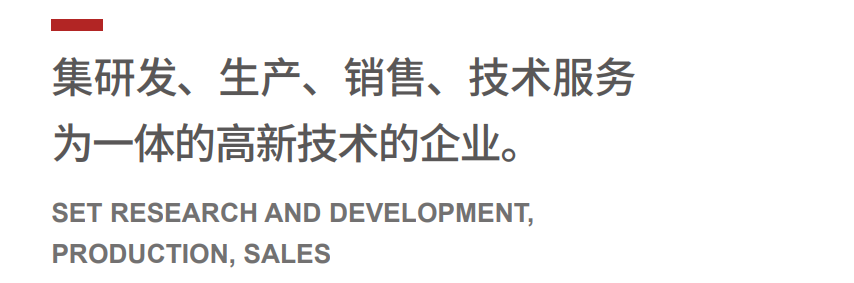 集研发、生产、销售、技术服务
为一体的高新技术的企业。
SET RESEARCH AND DEVELOPMENT,
PRODUCTION, SALES